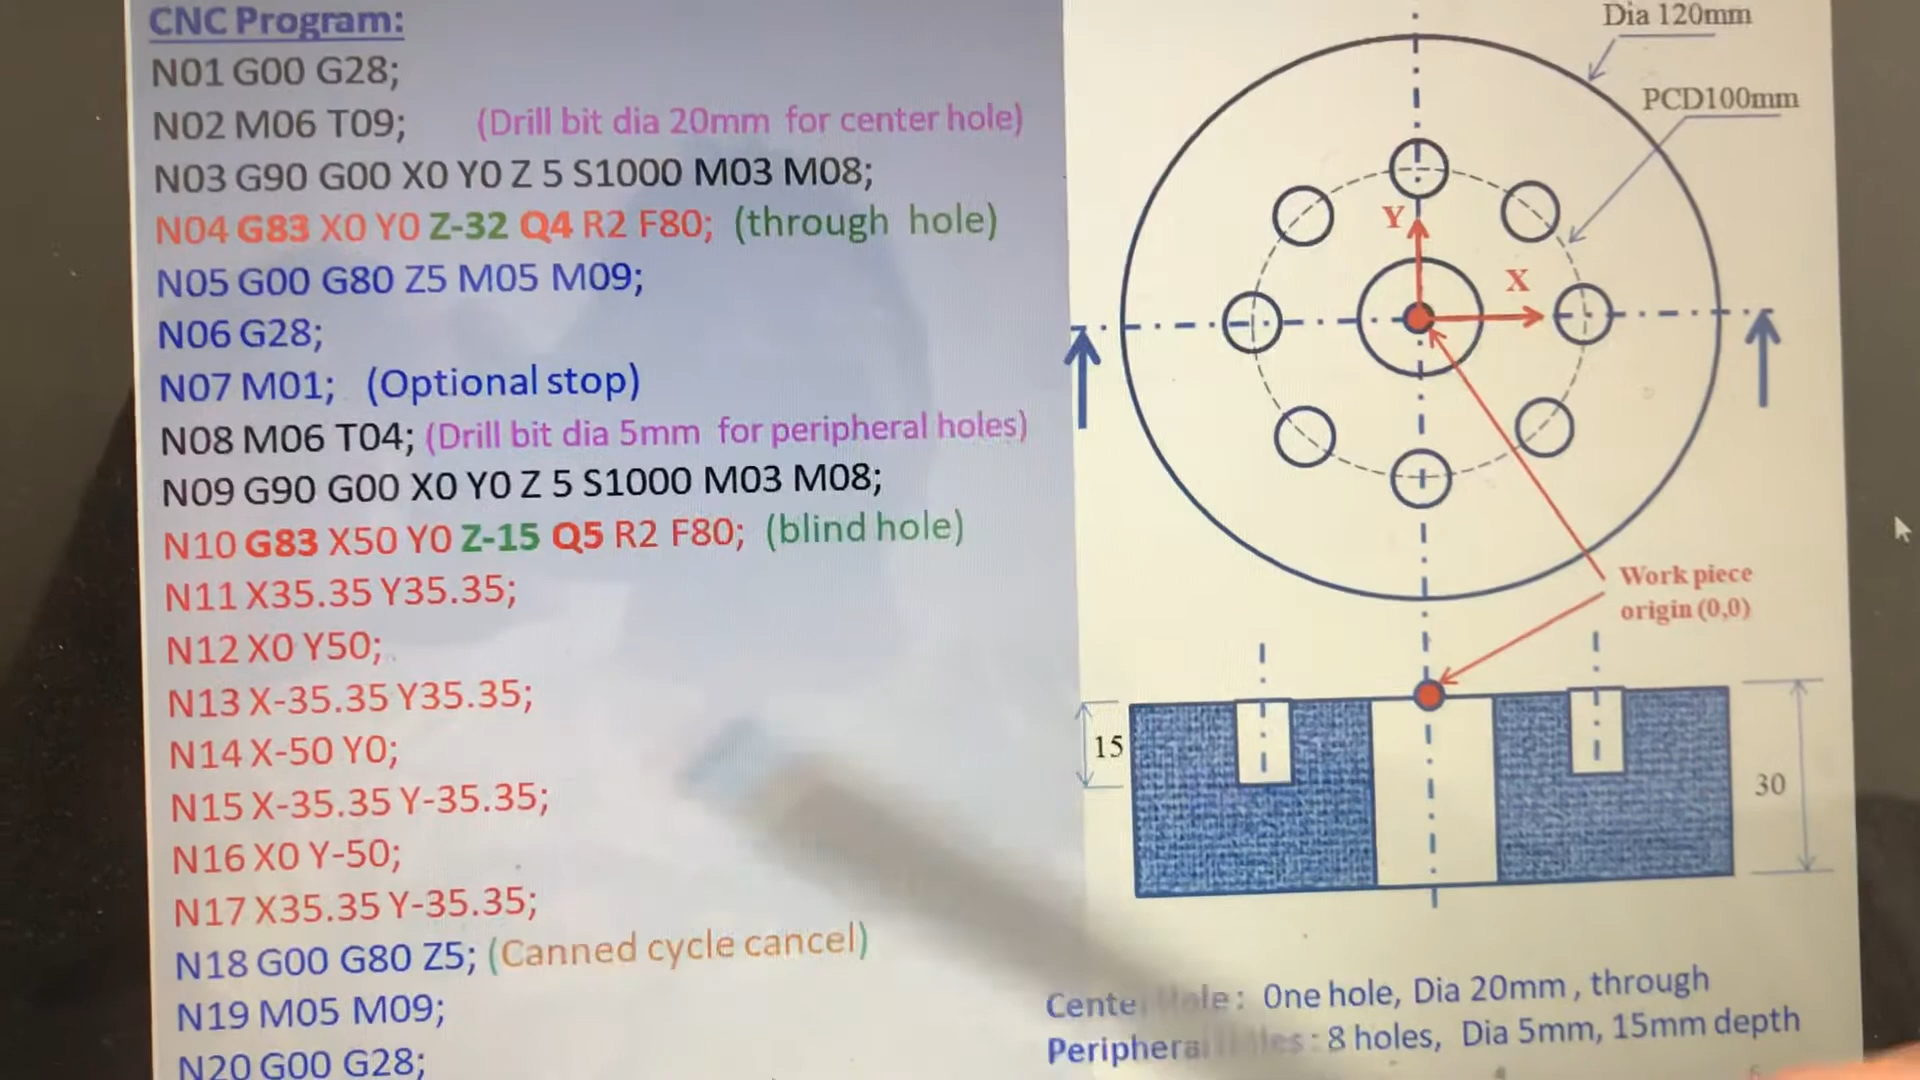 CNC Program:
N01 G00 G28;
N02 M06 T09; (Drill bit dia 20mm for center hole)
N03 G90 G00 X0 Y0 Z 5 S1000 M03 M08;
N04 G83 X0 Y0 Z-32 Q4 R2 F80; (through hole)
N05 G00 G80 Z5 M05 M09;
N06 G28;
N07 M01; (Optional stop)
N08 M06 T04; (Drill bit dia 5mm for peripheral holes)
N09 G90 G00 X0 Y0 Z 5 S1000 M03 M08;
N10 G83 X50 Y0 Z-15 Q5 R2 F80; (blind hole)
N11 X35.35 Y35.35;
N12 X0 Y50;
N13 X-35.35 Y35.35;
N14 X-50 Y0;
N15 X-35.35 Y-35.35;
N16 X0 Y-50;
N17 X35.35 Y-35.35;
N18 G00 G80 Z5; (Canned cycle cancel)
N19 M05 M09;
N20 G00 G28;
Dia 120mm
PCD100mm
Y
X
Work piece
origin (0,0)
15
30
One hole, Dia 20mm , through
8 holes, Dia 5mm, 15mm depth